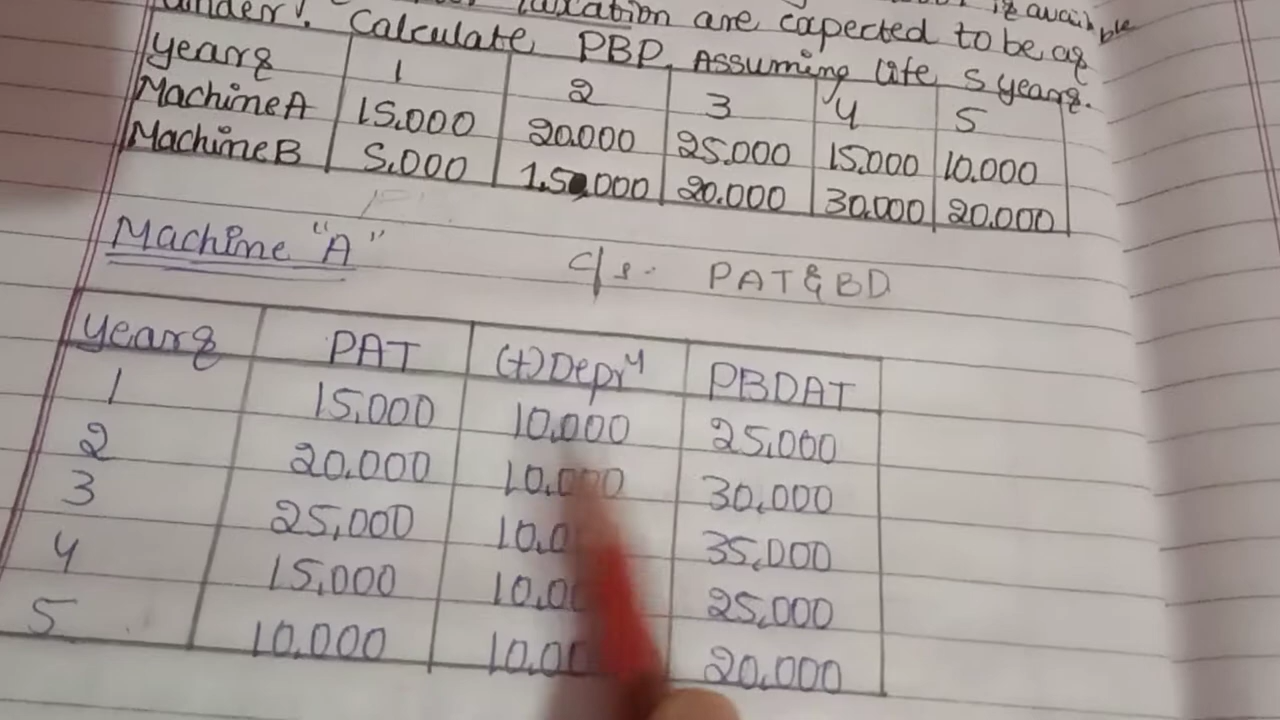 is available
under. taxation are expected to be as
Calculate PBP. Assuming life 5 years.
years 1 2 3 4 5
Machine A 15.000 20.000 25.000 15.000 10.000
Machine B 5.000 1.50.000 20.000 30.000 20.000
Machine "A" C/s. PAT&BD
years PAT (+)Deprn PBDAT
1 15,000 10.000 25,000
2 20.000 10.000 30.000
3 25,000 35,000
4 15,000 25,000
5 10,000 20,000